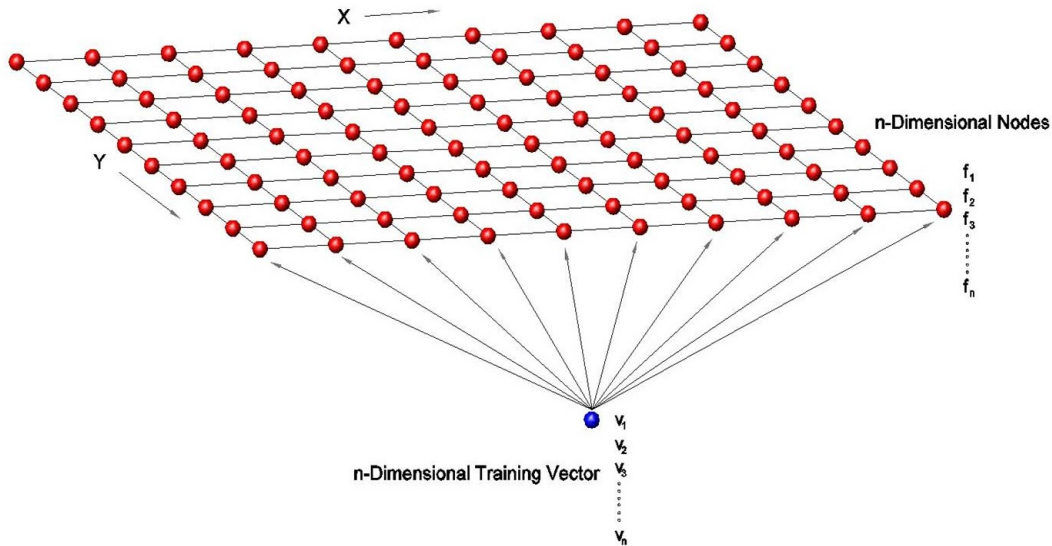 X
Y
n-Dimensional Nodes
f₁
f₂
f₃
fₙ
n-Dimensional Training Vector
v₁
v₂
v₃
vₙ